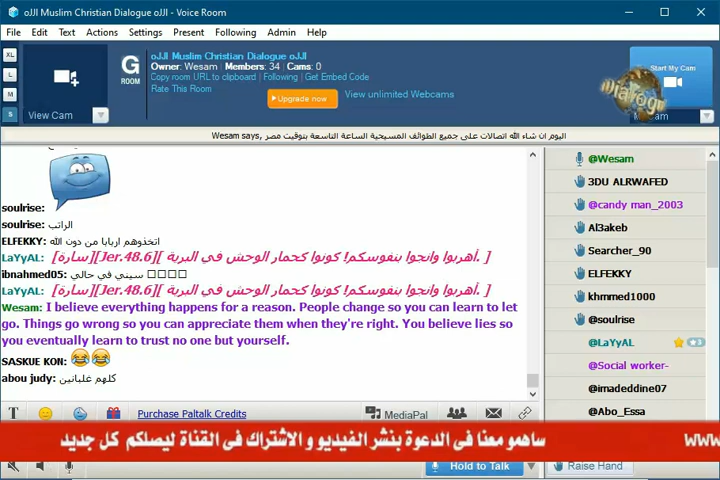 oJJI Muslim Christian Dialogue oJJI - Voice Room
File Edit Text Actions Settings Present Following Admin Help
XL
L
M
S
View Cam
G
ROOM
oJJI Muslim Christian Dialogue oJJI
Owner: Wesam | Members: 34 | Cams: 0
Copy room URL to clipboard | Following | Get Embed Code
Rate This Room
Upgrade now
View unlimited Webcams
Start My Cam
Wesam says, اليوم ان شاء الله اتصالات على جميع الطوائف المسيحية الساعة التاسعة بتوقيت مصر
soulrise:
soulrise: الراتب
ELFEKKY: اتخذوهم اربابا من دون الله
LaYyAL: [سارة][Jer.48.6][ أهربوا وانجوا بنفوسكم! كونوا كحمار الوحش في البرية. ]
ibnahmed05: سيني في حالي
LaYyAL: [سارة][Jer.48.6][ أهربوا وانجوا بنفوسكم! كونوا كحمار الوحش في البرية. ]
Wesam: I believe everything happens for a reason. People change so you can learn to let
go. Things go wrong so you can appreciate them when they're right. You believe lies so
you eventually learn to trust no one but yourself.
SASKUE KON:
abou judy: كلهم غلبانين
@Wesam
3DU ALRWAFED
@candy man_2003
Al3akeb
Searcher_90
ELFEKKY
khmmed1000
@soulrise
@LaYyAL
3
@Social worker-
@imadeddine07
@Abo_Essa
T
Purchase Paltalk Credits
MediaPal
ساهمو معنا فى الدعوة بنشر الفيديو و الاشتراك فى القناة ليصلكم كل جديد
www
Hold to Talk
Raise Hand